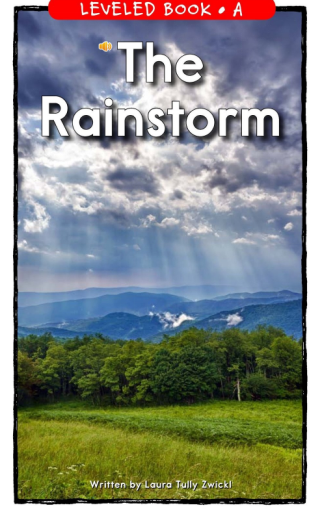 LEVELED BOOK • A
The
Rainstorm
Written by Laura Tully Zwickl